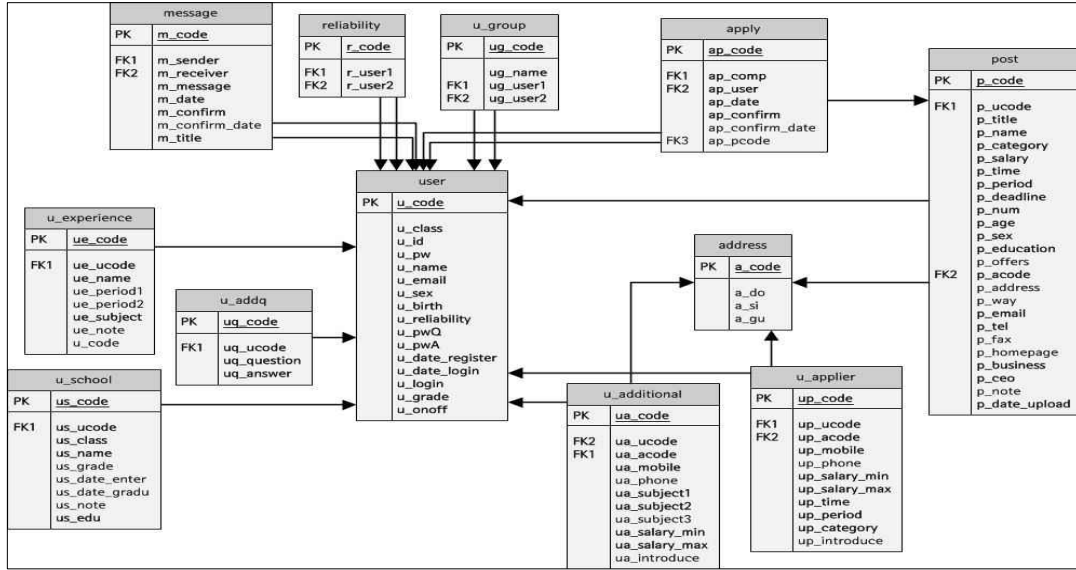 message
PK m_code
FK1 m_sender
FK2 m_receiver
m_message
m_date
m_confirm
m_confirm_date
m_title
reliability
PK r_code
FK1 r_user1
FK2 r_user2
u_group
PK ug_code
ug_name
FK1 ug_user1
FK2 ug_user2
apply
PK ap_code
FK1 ap_comp
FK2 ap_user
ap_date
ap_confirm
ap_confirm_date
FK3 ap_pcode
post
PK p_code
FK1 p_ucode
p_title
p_name
p_category
p_salary
p_time
p_period
p_deadline
p_num
p_age
p_sex
p_education
p_offers
FK2 p_acode
p_address
p_way
p_email
p_tel
p_fax
p_homepage
p_business
p_ceo
p_note
p_date_upload
user
PK u_code
u_class
u_id
u_pw
u_name
u_email
u_sex
u_birth
u_reliability
u_pwQ
u_pwA
u_date_register
u_date_login
u_login
u_grade
u_onoff
u_experience
PK ue_code
FK1 ue_ucode
ue_name
ue_period1
ue_period2
ue_subject
ue_note
u_code
u_addq
PK uq_code
FK1 uq_ucode
uq_question
uq_answer
u_school
PK us_code
FK1 us_ucode
us_class
us_name
us_grade
us_date_enter
us_date_gradu
us_note
us_edu
address
PK a_code
a_do
a_si
a_gu
u_additional
PK ua_code
FK2 ua_ucode
FK1 ua_acode
ua_mobile
ua_phone
ua_subject1
ua_subject2
ua_subject3
ua_salary_min
ua_salary_max
ua_introduce
u_applier
PK up_code
FK1 up_ucode
FK2 up_acode
up_mobile
up_phone
up_salary_min
up_salary_max
up_time
up_period
up_category
up_introduce